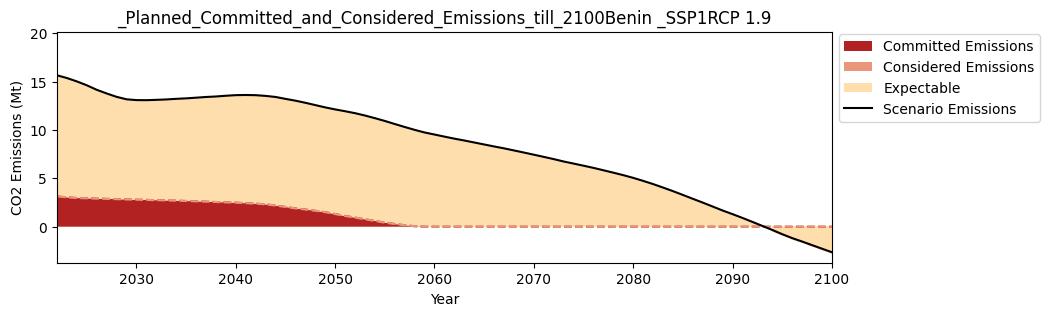 _Planned_Committed_and_Considered_Emissions_till_2100Benin _SSP1RCP 1.9
Committed Emissions
Considered Emissions
Expectable
Scenario Emissions
CO2 Emissions (Mt)
20
15
10
5
0
2030 2040 2050 2060 2070 2080 2090 2100
Year